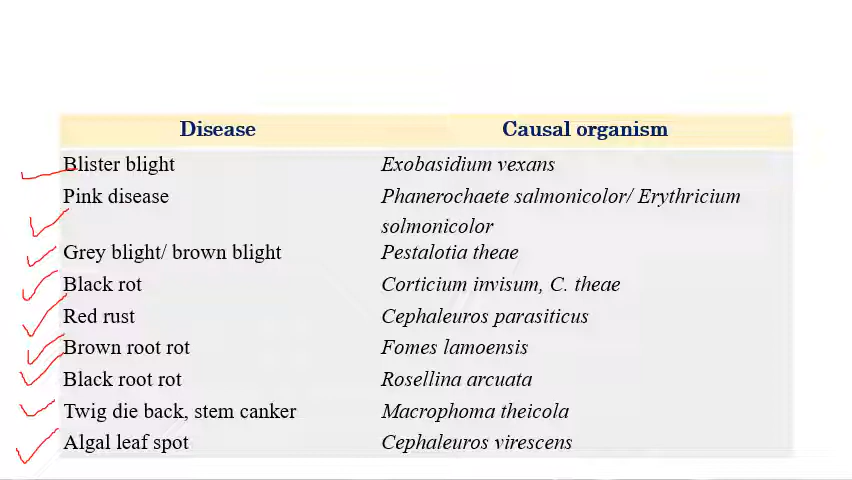 Disease Causal organism
Blister blight Exobasidium vexans
Pink disease Phanerochaete salmonicolor/ Erythricium
solmonicolor
Grey blight/ brown blight Pestalotia theae
Black rot Corticium invisum, C. theae
Red rust Cephaleuros parasiticus
Brown root rot Fomes lamoensis
Black root rot Rosellina arcuata
Twig die back, stem canker Macrophoma theicola
Algal leaf spot Cephaleuros virescens